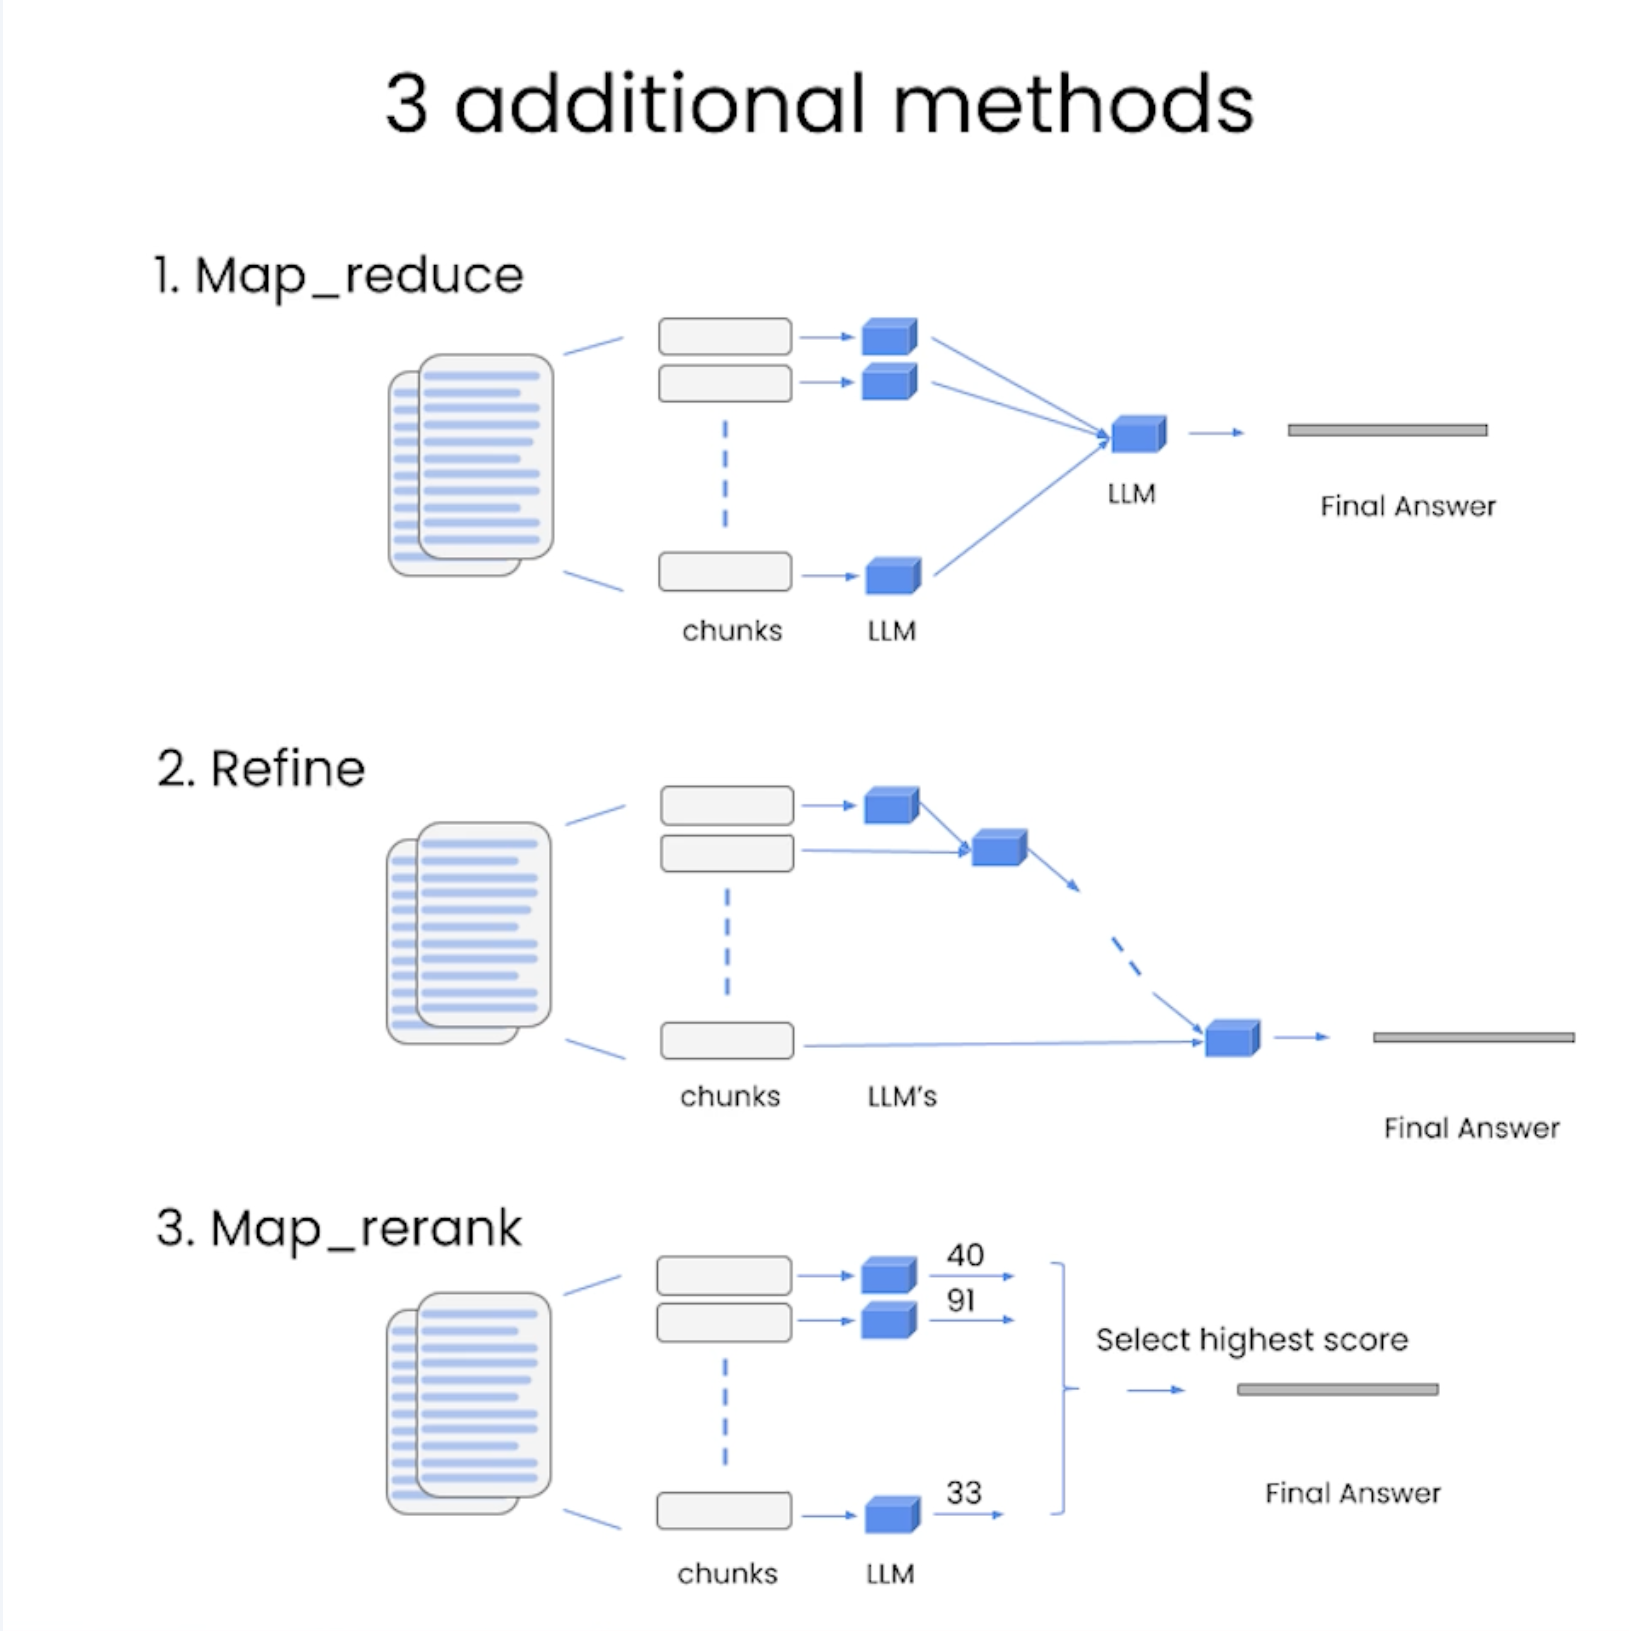 3 additional methods
1. Map_reduce
LLM
Final Answer
chunks
LLM
2. Refine
chunks
LLM's
Final Answer
3. Map_rerank
40
91
Select highest score
33
Final Answer
chunks
LLM